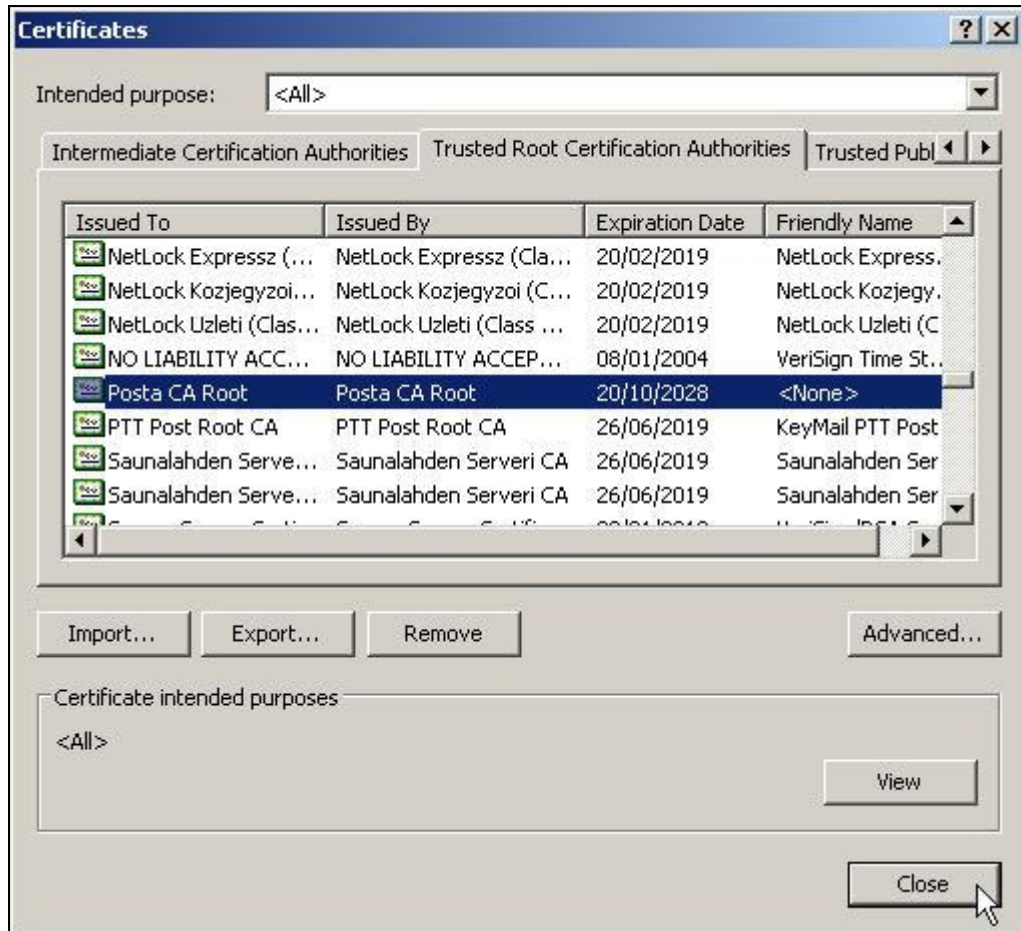 Certificates
Intended purpose: <All>
Intermediate Certification Authorities Trusted Root Certification Authorities Trusted Publ
Issued To Issued By Expiration Date Friendly Name
NetLock Expressz (... NetLock Expressz (Cla... 20/02/2019 NetLock Express.
NetLock Kozjegyzoi... NetLock Kozjegyzoi (C... 20/02/2019 NetLock Kozjegy.
NetLock Uzleti (Clas... NetLock Uzleti (Class ... 20/02/2019 NetLock Uzleti (C
NO LIABILITY ACC... NO LIABILITY ACCEP... 08/01/2004 VeriSign Time St..
Posta CA Root Posta CA Root 20/10/2028 <None>
PTT Post Root CA PTT Post Root CA 26/06/2019 KeyMail PTT Post
Saunalahden Serve... Saunalahden Serveri CA 26/06/2019 Saunalahden Ser
Saunalahden Serve... Saunalahden Serveri CA 26/06/2019 Saunalahden Ser
Import... Export... Remove Advanced...
Certificate intended purposes
<All>
View
Close